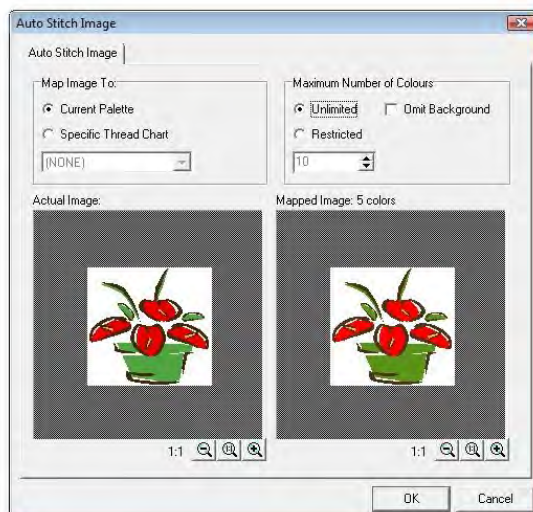 Auto Stitch Image
Auto Stitch Image
Map Image To:
Current Palette
Specific Thread Chart
(NONE)
Maximum Number of Colours
Unlimited
Omit Background
Restricted
10
Actual Image:
Mapped Image: 5 colors
1:1
1:1
OK
Cancel